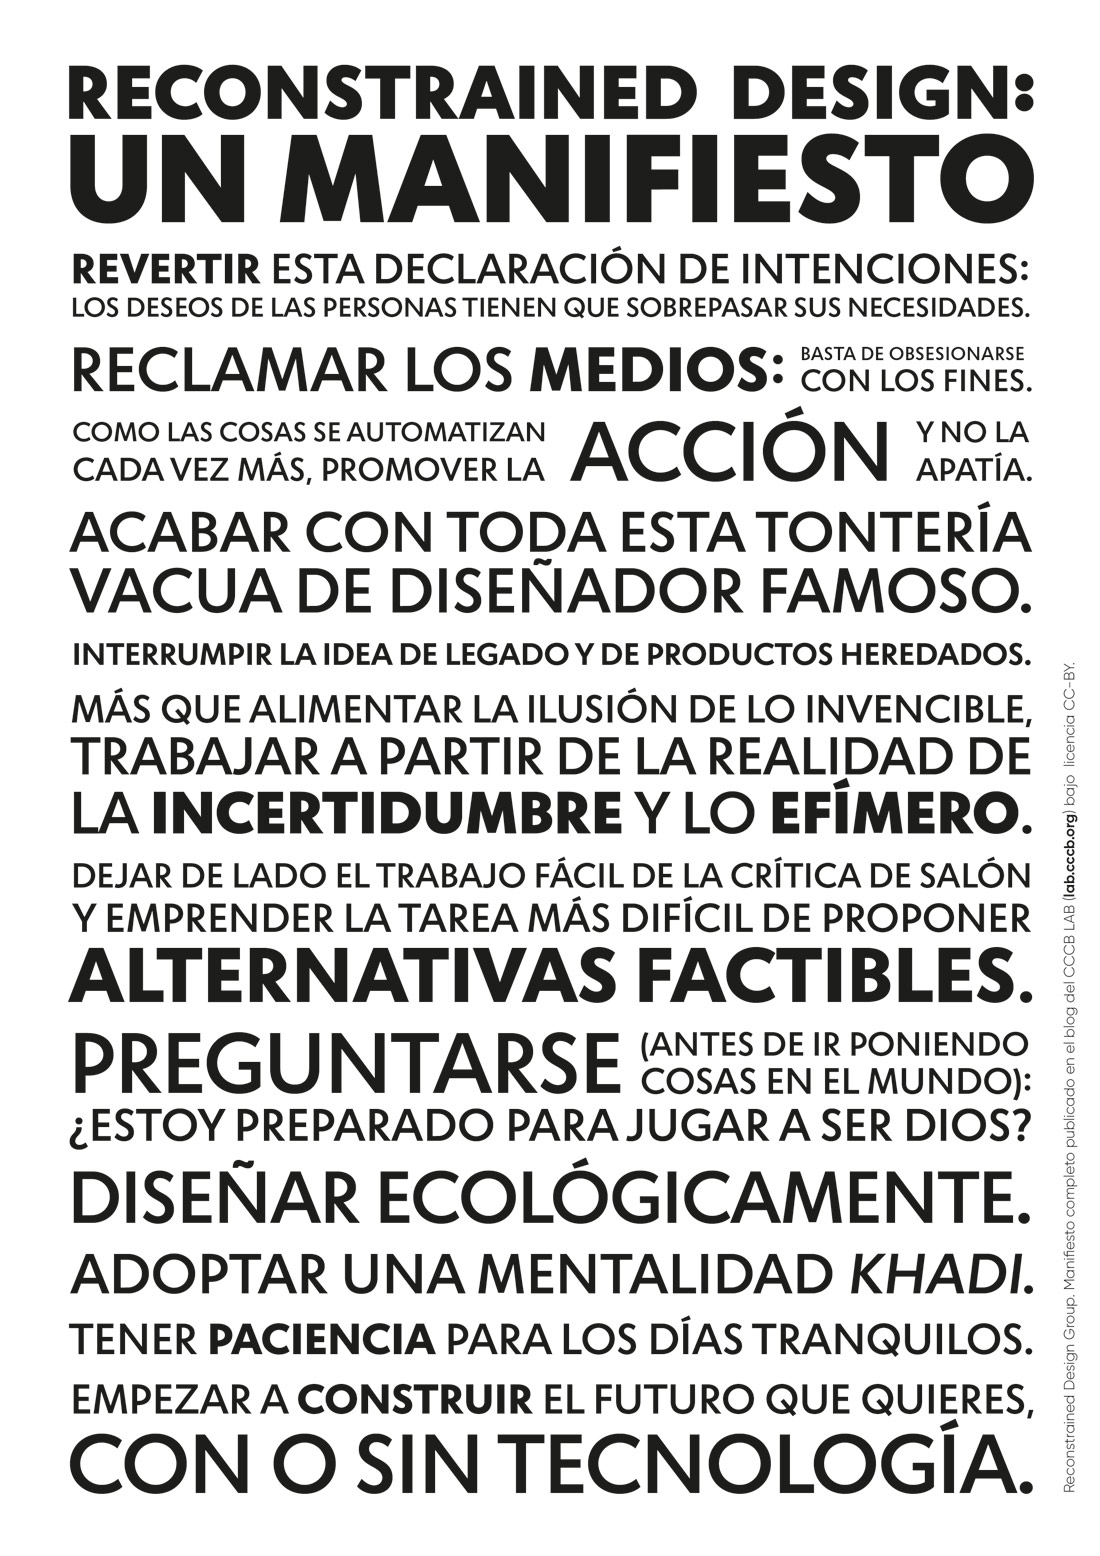 RECONSTRAINED DESIGN:
UN MANIFIESTO
REVERTIR ESTA DECLARACIÓN DE INTENCIONES:
LOS DESEOS DE LAS PERSONAS TIENEN QUE SOBREPASAR SUS NECESIDADES.
RECLAMAR LOS MEDIOS:
BASTA DE OBSESIONARSE
CON LOS FINES.
COMO LAS COSAS SE AUTOMATIZAN
CADA VEZ MÁS, PROMOVER LA
ACCIÓN
Y NO LA
APATÍA.
ACABAR CON TODA ESTA TONTERÍA
VACUA DE DISEÑADOR FAMOSO.
INTERRUMPIR LA IDEA DE LEGADO Y DE PRODUCTOS HEREDADOS.
MÁS QUE ALIMENTAR LA ILUSIÓN DE LO INVENCIBLE,
TRABAJAR A PARTIR DE LA REALIDAD DE
LA INCERTIDUMBRE Y LO EFÍMERO.
DEJAR DE LADO EL TRABAJO FÁCIL DE LA CRÍTICA DE SALÓN
Y EMPRENDER LA TAREA MÁS DIFÍCIL DE PROPONER
ALTERNATIVAS FACTIBLES.
PREGUNTARSE
(ANTES DE IR PONIENDO
COSAS EN EL MUNDO):
¿ESTOY PREPARADO PARA JUGAR A SER DIOS?
DISEÑAR ECOLÓGICAMENTE.
ADOPTAR UNA MENTALIDAD KHADI.
TENER PACIENCIA PARA LOS DÍAS TRANQUILOS.
EMPEZAR A CONSTRUIR EL FUTURO QUE QUIERES,
CON O SIN TECNOLOGÍA.
Reconstrained Design Group. Manifiesto completo publicado en el blog del CCCB LAB (lab.cccb.org) bajo licencia CC-BY.